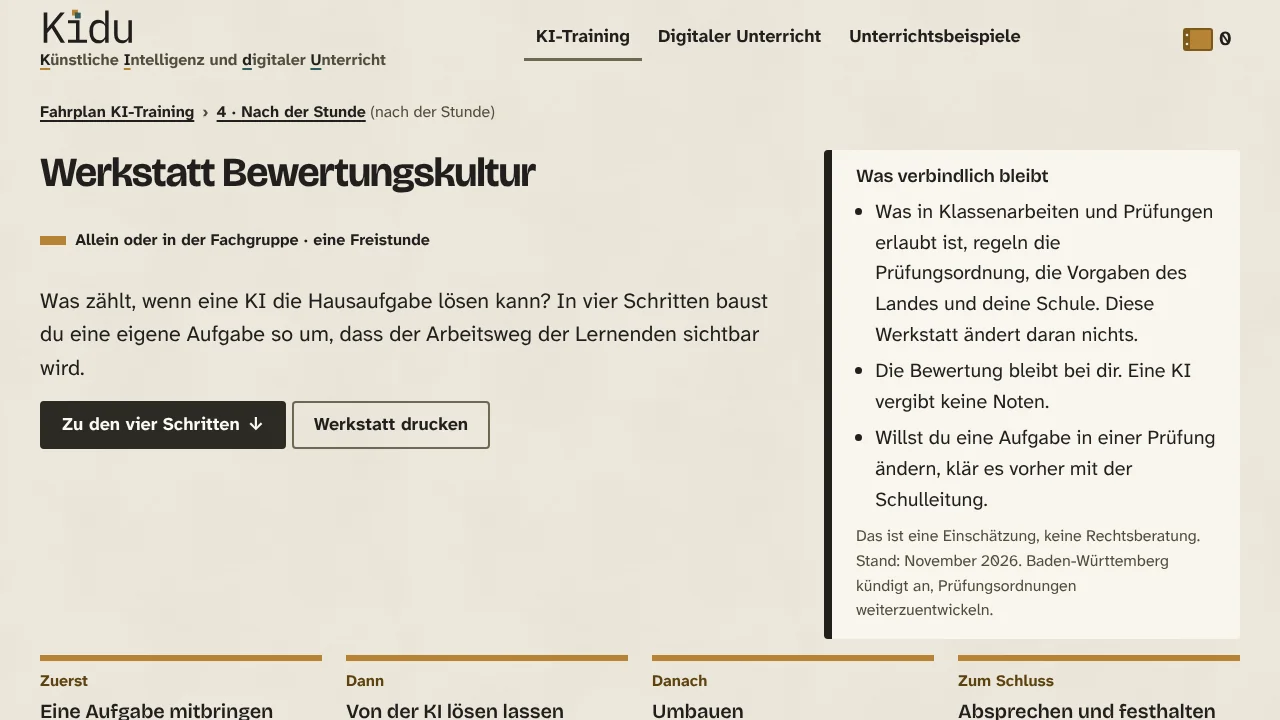 Kidu
Künstliche Intelligenz und digitaler Unterricht
KI-Training
Digitaler Unterricht
Unterrichtsbeispiele
0
Fahrplan KI-Training › 4 · Nach der Stunde (nach der Stunde)
Werkstatt Bewertungskultur
Allein oder in der Fachgruppe · eine Freistunde
Was zählt, wenn eine KI die Hausaufgabe lösen kann? In vier Schritten baust
du eine eigene Aufgabe so um, dass der Arbeitsweg der Lernenden sichtbar
wird.
Zu den vier Schritten ↓
Werkstatt drucken
Was verbindlich bleibt
• Was in Klassenarbeiten und Prüfungen
erlaubt ist, regeln die
Prüfungsordnung, die Vorgaben des
Landes und deine Schule. Diese
Werkstatt ändert daran nichts.
• Die Bewertung bleibt bei dir. Eine KI
vergibt keine Noten.
• Willst du eine Aufgabe in einer Prüfung
ändern, klär es vorher mit der
Schulleitung.
Das ist eine Einschätzung, keine Rechtsberatung.
Stand: November 2026. Baden-Württemberg
kündigt an, Prüfungsordnungen
weiterzuentwickeln.
Zuerst
Eine Aufgabe mitbringen
Dann
Von der KI lösen lassen
Danach
Umbauen
Zum Schluss
Absprechen und festhalten